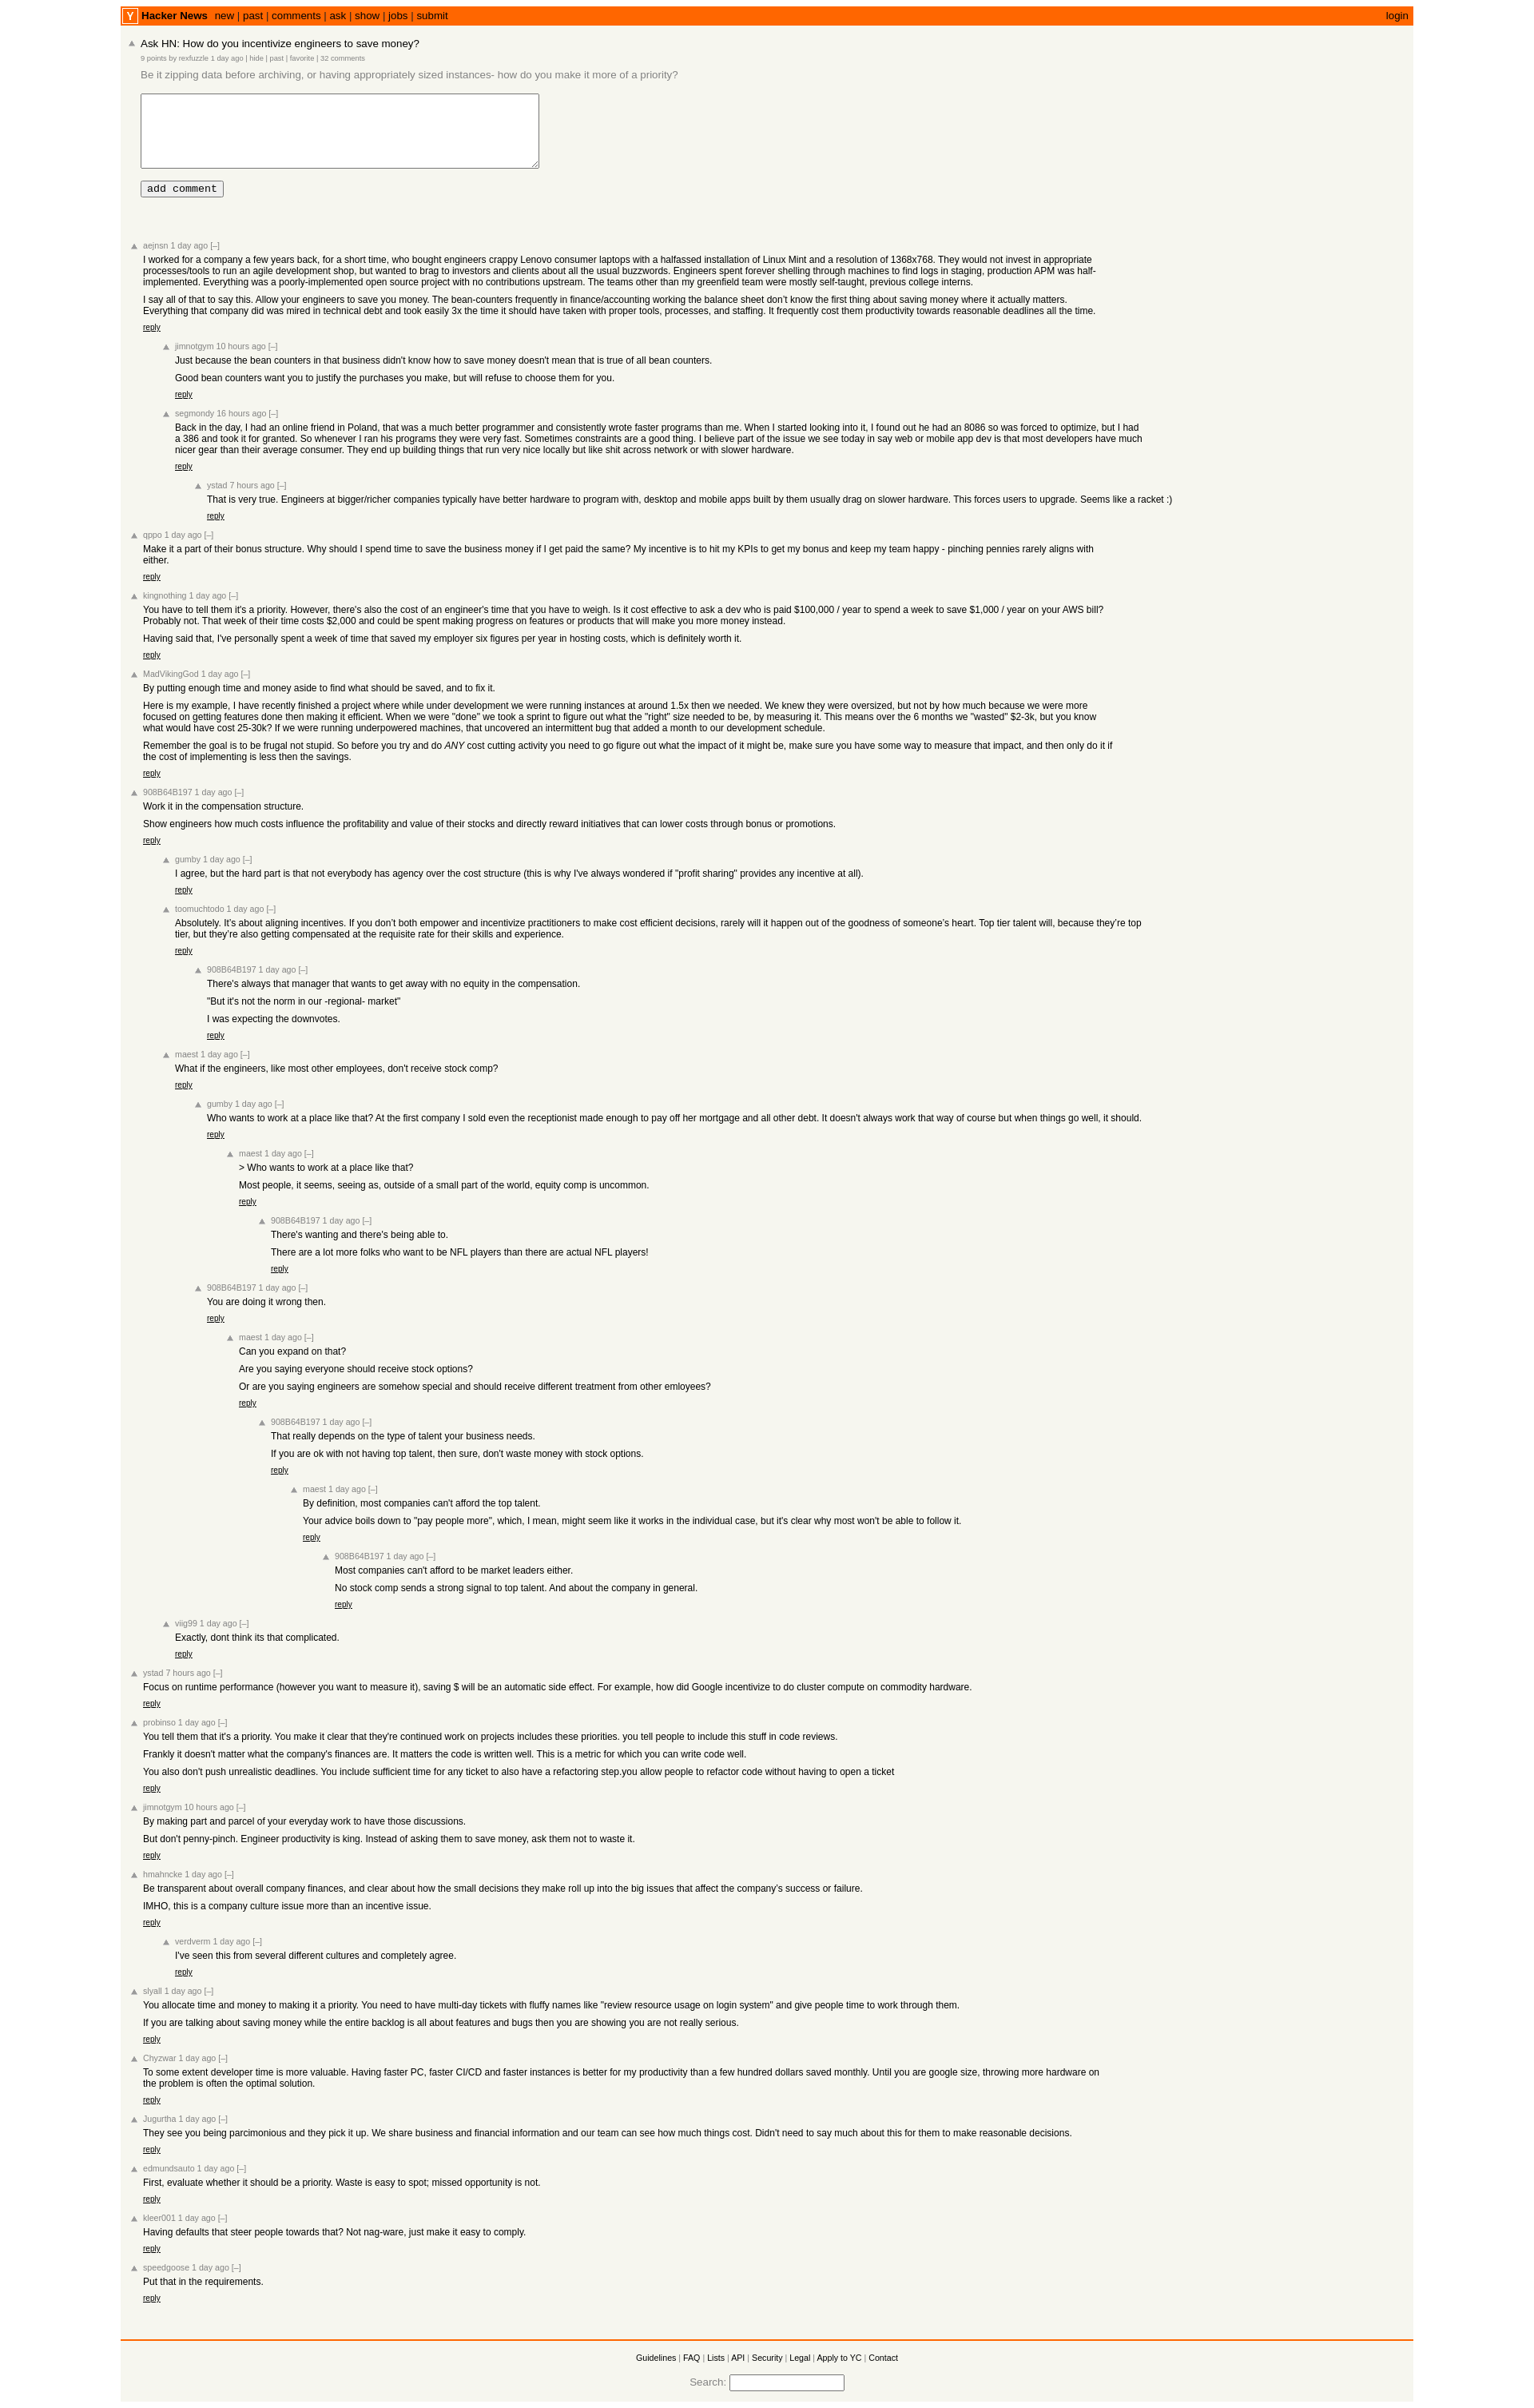 Y Hacker News new | past | comments | ask | show | jobs | submit login
Ask HN: How do you incentivize engineers to save money?
9 points by rexfuzzle 1 day ago | hide | past | favorite | 32 comments
Be it zipping data before archiving, or having appropriately sized instances- how do you make it more of a priority?
add comment
aejnsn 1 day ago [–]
I worked for a company a few years back, for a short time, who bought engineers crappy Lenovo consumer laptops with a halfassed installation of Linux Mint and a resolution of 1368x768. They would not invest in appropriate
processes/tools to run an agile development shop, but wanted to brag to investors and clients about all the usual buzzwords. Engineers spent forever shelling through machines to find logs in staging, production APM was half-
implemented. Everything was a poorly-implemented open source project with no contributions upstream. The teams other than my greenfield team were mostly self-taught, previous college interns.
I say all of that to say this. Allow your engineers to save you money. The bean-counters frequently in finance/accounting working the balance sheet don't know the first thing about saving money where it actually matters.
Everything that company did was mired in technical debt and took easily 3x the time it should have taken with proper tools, processes, and staffing. It frequently cost them productivity towards reasonable deadlines all the time.
reply
jimnotgym 10 hours ago [–]
Just because the bean counters in that business didn't know how to save money doesn't mean that is true of all bean counters.
Good bean counters want you to justify the purchases you make, but will refuse to choose them for you.
reply
segmondy 16 hours ago [–]
Back in the day, I had an online friend in Poland, that was a much better programmer and consistently wrote faster programs than me. When I started looking into it, I found out he had an 8086 so was forced to optimize, but I had
a 386 and took it for granted. So whenever I ran his programs they were very fast. Sometimes constraints are a good thing. I believe part of the issue we see today in say web or mobile app dev is that most developers have much
nicer gear than their average consumer. They end up building things that run very nice locally but like shit across network or with slower hardware.
reply
ystad 7 hours ago [–]
That is very true. Engineers at bigger/richer companies typically have better hardware to program with, desktop and mobile apps built by them usually drag on slower hardware. This forces users to upgrade. Seems like a racket :)
reply
qppo 1 day ago [–]
Make it a part of their bonus structure. Why should I spend time to save the business money if I get paid the same? My incentive is to hit my KPIs to get my bonus and keep my team happy - pinching pennies rarely aligns with
either.
reply
kingnothing 1 day ago [–]
You have to tell them it's a priority. However, there's also the cost of an engineer's time that you have to weigh. Is it cost effective to ask a dev who is paid $100,000 / year to spend a week to save $1,000 / year on your AWS bill?
Probably not. That week of their time costs $2,000 and could be spent making progress on features or products that will make you more money instead.
Having said that, I've personally spent a week of time that saved my employer six figures per year in hosting costs, which is definitely worth it.
reply
MadVikingGod 1 day ago [–]
By putting enough time and money aside to find what should be saved, and to fix it.
Here is my example, I have recently finished a project where while under development we were running instances at around 1.5x then we needed. We knew they were oversized, but not by how much because we were more
focused on getting features done then making it efficient. When we were "done" we took a sprint to figure out what the "right" size needed to be, by measuring it. This means over the 6 months we "wasted" $2-3k, but you know
what would have cost 25-30k? If we were running underpowered machines, that uncovered an intermittent bug that added a month to our development schedule.
Remember the goal is to be frugal not stupid. So before you try and do ANY cost cutting activity you need to go figure out what the impact of it might be, make sure you have some way to measure that impact, and then only do it if
the cost of implementing is less then the savings.
reply
908B64B197 1 day ago [–]
Work it in the compensation structure.
Show engineers how much costs influence the profitability and value of their stocks and directly reward initiatives that can lower costs through bonus or promotions.
reply
gumby 1 day ago [–]
I agree, but the hard part is that not everybody has agency over the cost structure (this is why I've always wondered if "profit sharing" provides any incentive at all).
reply
toomuchtodo 1 day ago [–]
Absolutely. It's about aligning incentives. If you don't both empower and incentivize practitioners to make cost efficient decisions, rarely will it happen out of the goodness of someone's heart. Top tier talent will, because they're top
tier, but they're also getting compensated at the requisite rate for their skills and experience.
reply
908B64B197 1 day ago [–]
There's always that manager that wants to get away with no equity in the compensation.
"But it's not the norm in our -regional- market"
I was expecting the downvotes.
reply
maest 1 day ago [–]
What if the engineers, like most other employees, don't receive stock comp?
reply
gumby 1 day ago [–]
Who wants to work at a place like that? At the first company I sold even the receptionist made enough to pay off her mortgage and all other debt. It doesn't always work that way of course but when things go well, it should.
reply
maest 1 day ago [–]
> Who wants to work at a place like that?
Most people, it seems, seeing as, outside of a small part of the world, equity comp is uncommon.
reply
908B64B197 1 day ago [–]
There's wanting and there's being able to.
There are a lot more folks who want to be NFL players than there are actual NFL players!
reply
908B64B197 1 day ago [–]
You are doing it wrong then.
reply
maest 1 day ago [–]
Can you expand on that?
Are you saying everyone should receive stock options?
Or are you saying engineers are somehow special and should receive different treatment from other emloyees?
reply
908B64B197 1 day ago [–]
That really depends on the type of talent your business needs.
If you are ok with not having top talent, then sure, don't waste money with stock options.
reply
maest 1 day ago [–]
By definition, most companies can't afford the top talent.
Your advice boils down to "pay people more", which, I mean, might seem like it works in the individual case, but it's clear why most won't be able to follow it.
reply
908B64B197 1 day ago [–]
Most companies can't afford to be market leaders either.
No stock comp sends a strong signal to top talent. And about the company in general.
reply
viig99 1 day ago [–]
Exactly, dont think its that complicated.
reply
ystad 7 hours ago [–]
Focus on runtime performance (however you want to measure it), saving $ will be an automatic side effect. For example, how did Google incentivize to do cluster compute on commodity hardware.
reply
probinso 1 day ago [–]
You tell them that it's a priority. You make it clear that they're continued work on projects includes these priorities. you tell people to include this stuff in code reviews.
Frankly it doesn't matter what the company's finances are. It matters the code is written well. This is a metric for which you can write code well.
You also don't push unrealistic deadlines. You include sufficient time for any ticket to also have a refactoring step.you allow people to refactor code without having to open a ticket
reply
jimnotgym 10 hours ago [–]
By making part and parcel of your everyday work to have those discussions.
But don't penny-pinch. Engineer productivity is king. Instead of asking them to save money, ask them not to waste it.
reply
hmahncke 1 day ago [–]
Be transparent about overall company finances, and clear about how the small decisions they make roll up into the big issues that affect the company's success or failure.
IMHO, this is a company culture issue more than an incentive issue.
reply
verdverm 1 day ago [–]
I've seen this from several different cultures and completely agree.
reply
slyall 1 day ago [–]
You allocate time and money to making it a priority. You need to have multi-day tickets with fluffy names like "review resource usage on login system" and give people time to work through them.
If you are talking about saving money while the entire backlog is all about features and bugs then you are showing you are not really serious.
reply
Chyzwar 1 day ago [–]
To some extent developer time is more valuable. Having faster PC, faster CI/CD and faster instances is better for my productivity than a few hundred dollars saved monthly. Until you are google size, throwing more hardware on
the problem is often the optimal solution.
reply
Jugurtha 1 day ago [–]
They see you being parcimonious and they pick it up. We share business and financial information and our team can see how much things cost. Didn't need to say much about this for them to make reasonable decisions.
reply
edmundsauto 1 day ago [–]
First, evaluate whether it should be a priority. Waste is easy to spot; missed opportunity is not.
reply
kleer001 1 day ago [–]
Having defaults that steer people towards that? Not nag-ware, just make it easy to comply.
reply
speedgoose 1 day ago [–]
Put that in the requirements.
reply
Guidelines | FAQ | Lists | API | Security | Legal | Apply to YC | Contact
Search: